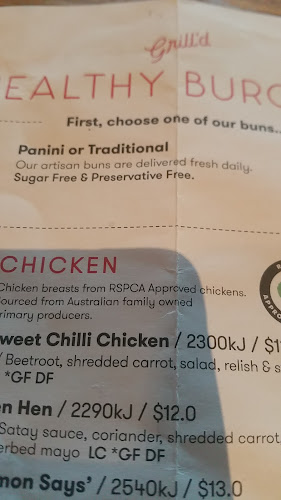 Grill'd
EALTHY BURG
First, choose one of our buns...
Panini or Traditional
Our artisan buns are delivered fresh daily.
Sugar Free & Preservative Free.
CHICKEN
Chicken breasts from RSPCA Approved chickens.
ourced from Australian family owned
rimary producers.
weet Chilli Chicken / 2300kJ / $1
/ Beetroot, shredded carrot, salad, relish & s
*GF DF
en Hen / 2290kJ / $12.0
Satay sauce, coriander, shredded carrot
erbed mayo LC *GF DF
mon Says' / 2540kJ / $13.0